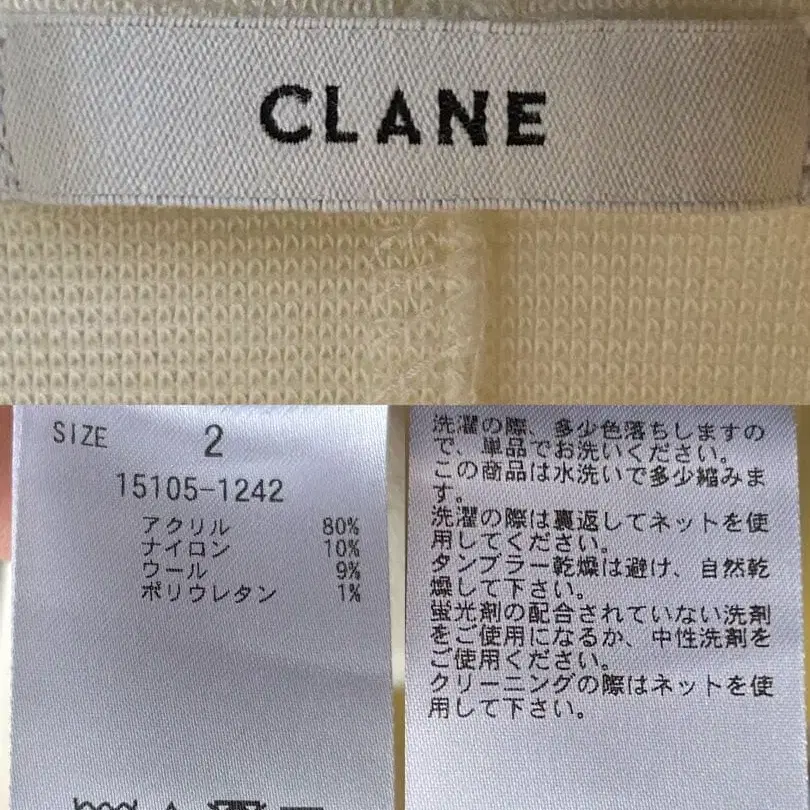 CLANE
SIZE 2
15105-1242
アクリル 80%
ナイロン 10%
ウール 9%
ポリウレタン 1%
洗濯の際、多少色落ちしますの
で、単品でお洗いください。
この商品は水洗いで多少縮みま
す。
洗濯の際は裏返してネットを使
用してください。
タンブラー乾燥は避け、自然乾
燥して下さい。
蛍光剤の配合されていない洗剤
をご使用になるか、中性洗剤を
ご使用ください。
クリーニングの際はネットを使
用して下さい。